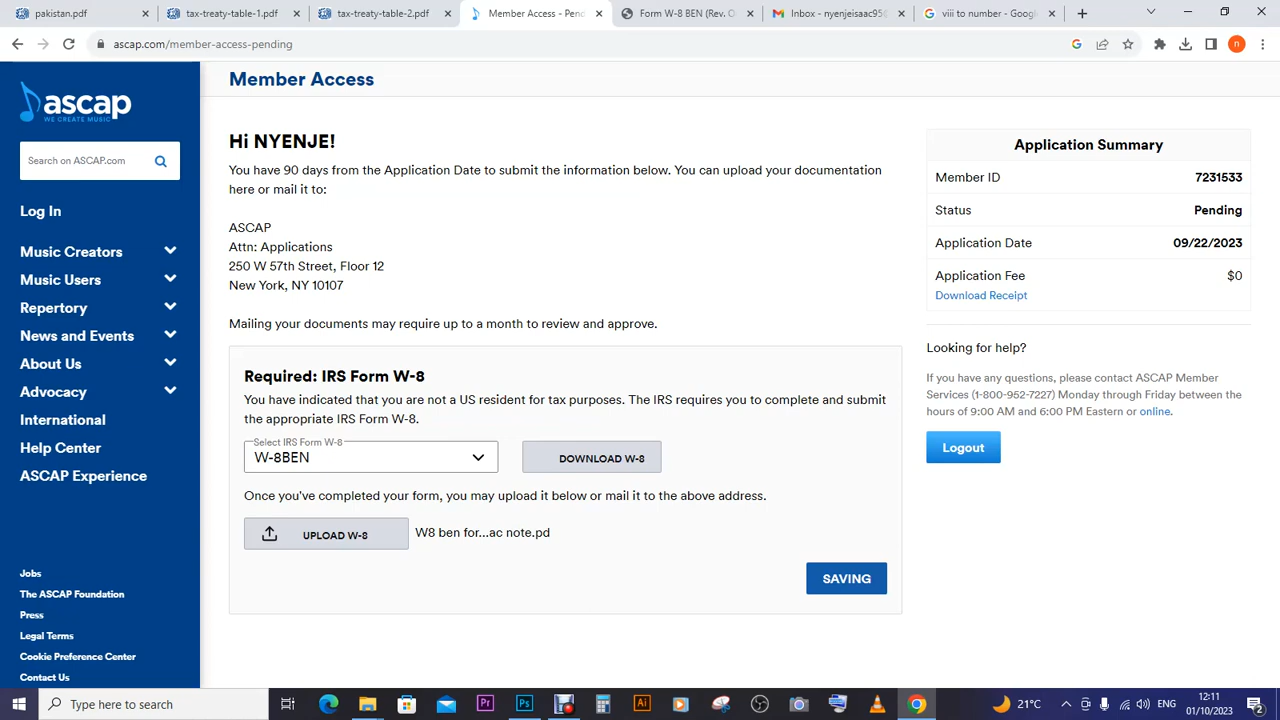 pakistan.pdf
tax-treaty-table-1.pdf
tax-treaty-table-2.pdf
Member Access - Pen
Form W-8 BEN (Rev. O
Inbox - nyenjeisaac956
viii to number - Googl
ascap.com/member-access-pending
n
ascap
WE CREATE MUSIC
Search on ASCAP.com
Log In
Music Creators
Music Users
Repertory
News and Events
About Us
Advocacy
International
Help Center
ASCAP Experience
Jobs
The ASCAP Foundation
Press
Legal Terms
Cookie Preference Center
Contact Us
Member Access
Hi NYENJE!
You have 90 days from the Application Date to submit the information below. You can upload your documentation
here or mail it to:
ASCAP
Attn: Applications
250 W 57th Street, Floor 12
New York, NY 10107
Mailing your documents may require up to a month to review and approve.
Required: IRS Form W-8
You have indicated that you are not a US resident for tax purposes. The IRS requires you to complete and submit
the appropriate IRS Form W-8.
Select IRS Form W-8
W-8BEN
DOWNLOAD W-8
Once you've completed your form, you may upload it below or mail it to the above address.
UPLOAD W-8
W8 ben for...ac note.pd
SAVING
Application Summary
Member ID 7231533
Status Pending
Application Date 09/22/2023
Application Fee $0
Download Receipt
Looking for help?
If you have any questions, please contact ASCAP Member
Services (1-800-952-7227) Monday through Friday between the
hours of 9:00 AM and 6:00 PM Eastern or online.
Logout
Type here to search
Pr
Ps
Ai
21°C
ENG
12:11
01/10/2023
2